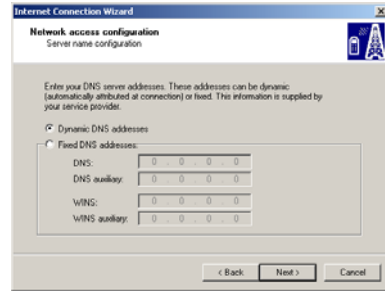 Internet Connection Wizard
Network access configuration
Server name configuration
Enter your DNS server addresses. These addresses can be dynamic
(automatically attributed at connection) or fixed. This information is supplied by
your service provider.
Dynamic DNS addresses
Fixed DNS addresses:
DNS: 0 . 0 . 0 . 0
DNS auxiliary: 0 . 0 . 0 . 0
WINS: 0 . 0 . 0 . 0
WINS auxiliary: 0 . 0 . 0 . 0
< Back Next > Cancel